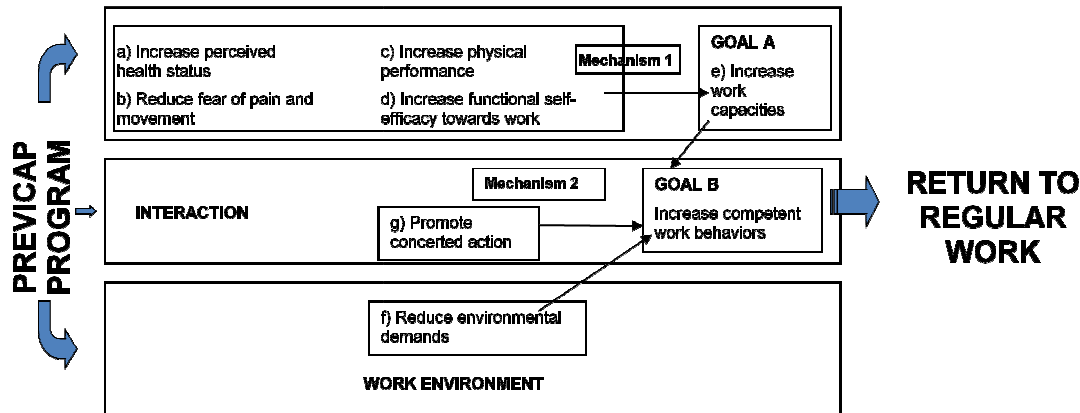 PREVICAP
PROGRAM
a) Increase perceived
health status
b) Reduce fear of pain and
movement
c) Increase physical
performance
d) Increase functional self-
efficacy towards work
Mechanism 1
GOAL A
e) Increase
work
capacities
INTERACTION
Mechanism 2
g) Promote
concerted action
GOAL B
Increase competent
work behaviors
f) Reduce environmental
demands
WORK ENVIRONMENT
RETURN TO
REGULAR
WORK